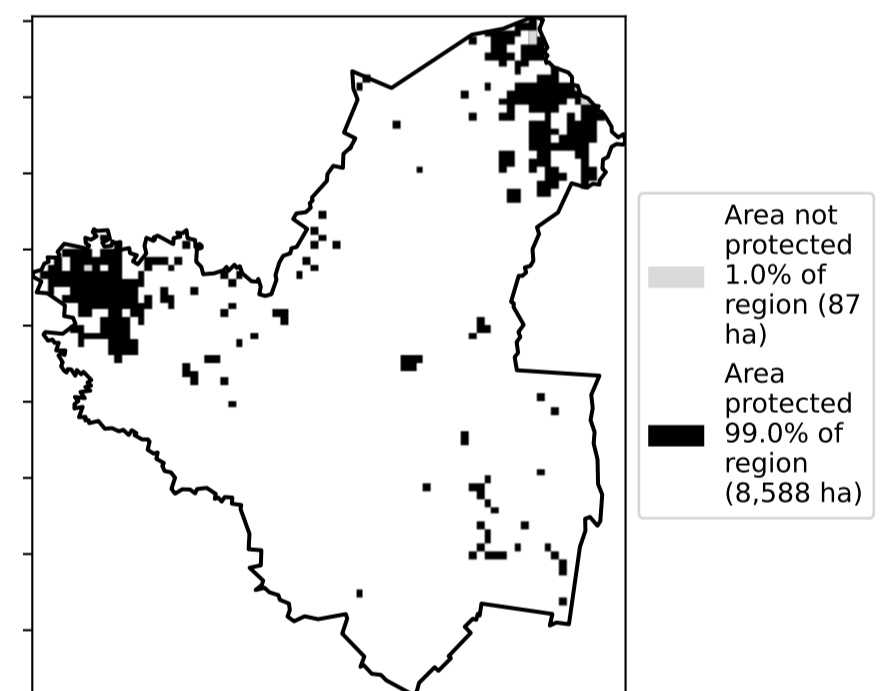 Area not
protected
1.0% of
region (87
ha)
Area
protected
99.0% of
region
(8,588 ha)